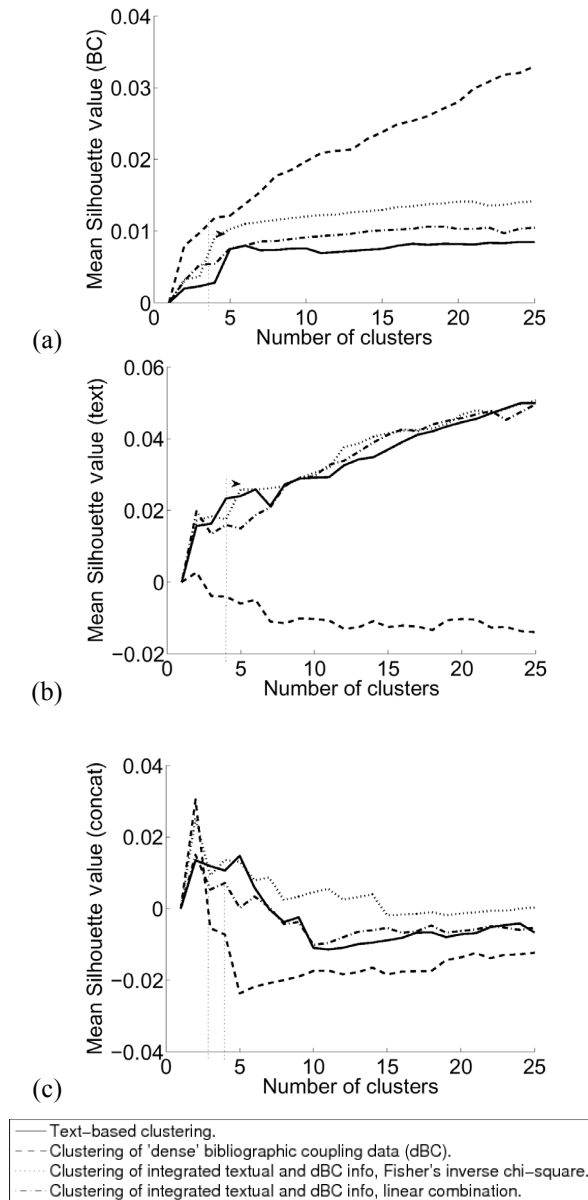 0.04
0.03
0.02
0.01
0
Mean Silhouette value (BC)
0 5 10 15 20 25
Number of clusters
(a)
0.06
0.04
0.02
0
−0.02
Mean Silhouette value (text)
0 5 10 15 20 25
Number of clusters
(b)
0.04
0.02
0
−0.02
−0.04
Mean Silhouette value (concat)
0 5 10 15 20 25
Number of clusters
(c)
Text−based clustering.
Clustering of 'dense' bibliographic coupling data (dBC).
Clustering of integrated textual and dBC info, Fisher's inverse chi−square.
Clustering of integrated textual and dBC info, linear combination.